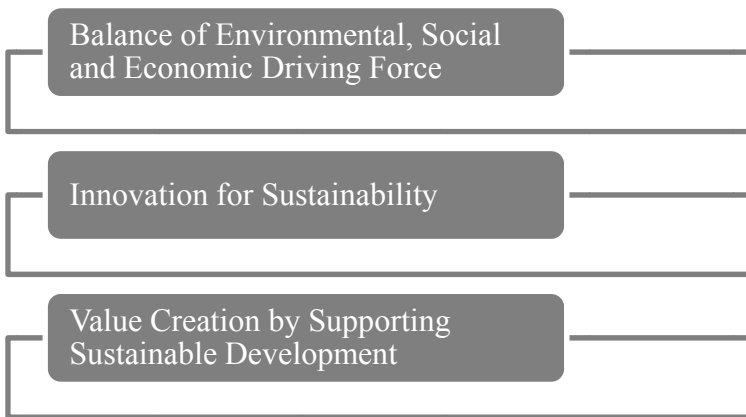 Balance of Environmental, Social
and Economic Driving Force
Innovation for Sustainability
Value Creation by Supporting
Sustainable Development